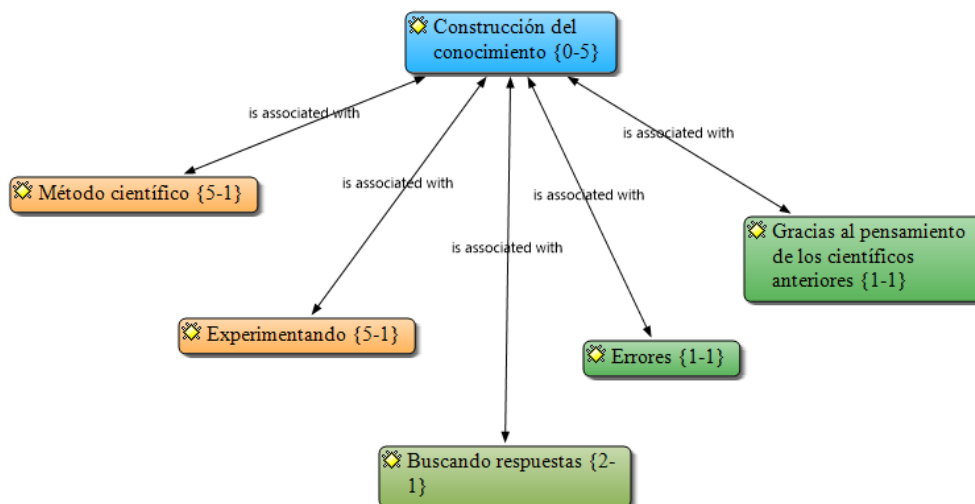 Construcción del
conocimiento {0-5}
is associated with
is associated with
is associated with
is associated with
is associated with
Método científico {5-1}
Gracias al pensamiento
de los científicos
anteriores {1-1}
Experimentando {5-1}
Errores {1-1}
Buscando respuestas {2-
1}